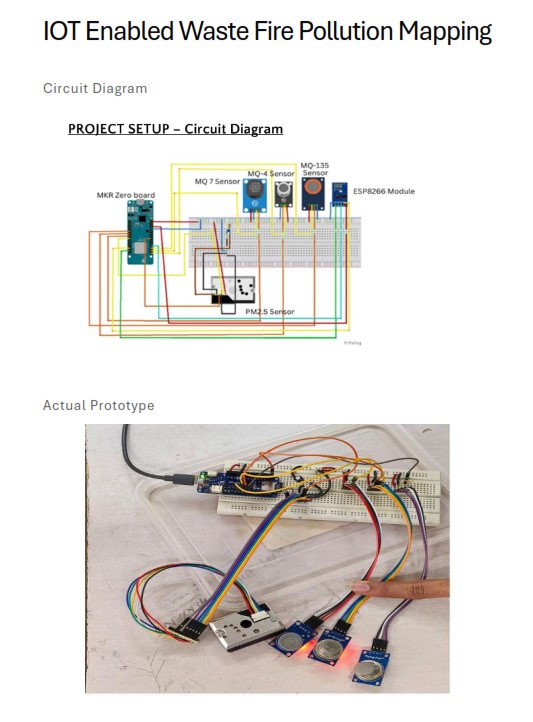 IOT Enabled Waste Fire Pollution Mapping
Circuit Diagram
PROJECT SETUP – Circuit Diagram
MQ-135
Sensor
MQ-4 Sensor
MQ 7 Sensor
MKR Zero board
ESP8266 Module
PM2.5 Sensor
fritzing
Actual Prototype